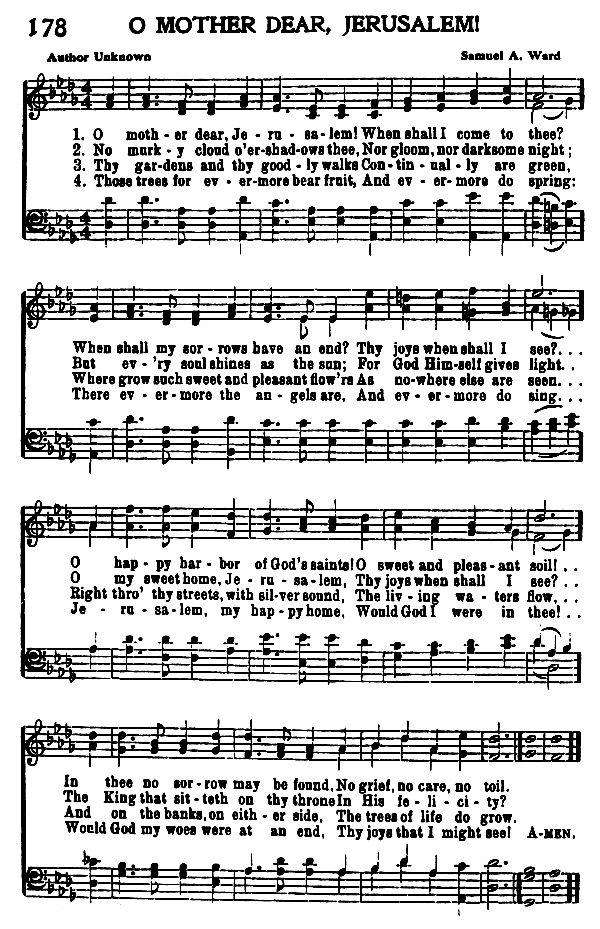 178 O MOTHER DEAR, JERUSALEM!
Author Unknown Samuel A. Ward
1. O moth - er dear, Je - ru - sa - lem! When shall I come to thee?
2. No murk - y cloud o'er-shad-ows thee, Nor gloom, nor darksome night;
3. Thy gar-dens and thy good - ly walks Con - tin - ual - ly are green,
4. Those trees for ev - er-more bear fruit, And ev - er-more do spring:
When shall my sor-rows have an end? Thy joys when shall I see?. . .
But ev - 'ry soul shines as the sun; For God Him-self gives light. . .
Where grow such sweet and pleasant flow'rs As no-where else are seen. . . .
There ev - er-more the an - gels are, And ev - er-more do sing. . . .
O hap - py har - bor of God's saints! O sweet and pleas - ant soil! . .
O my sweet home, Je - ru - sa - lem, Thy joys when shall I see? . .
Right thro' thy streets, with sil-ver sound, The liv - ing wa - ters flow, . .
Je - ru - sa - lem, my hap-py home, Would God I were in thee! . .
In thee no sor-row may be found, No grief, no care, no toil.
The King that sit-teth on thy throne In His fe - li - ci - ty?
And on the banks, on eith - er side, The trees of life do grow.
Would God my woes were at an end, Thy joys that I might see! A-MEN.